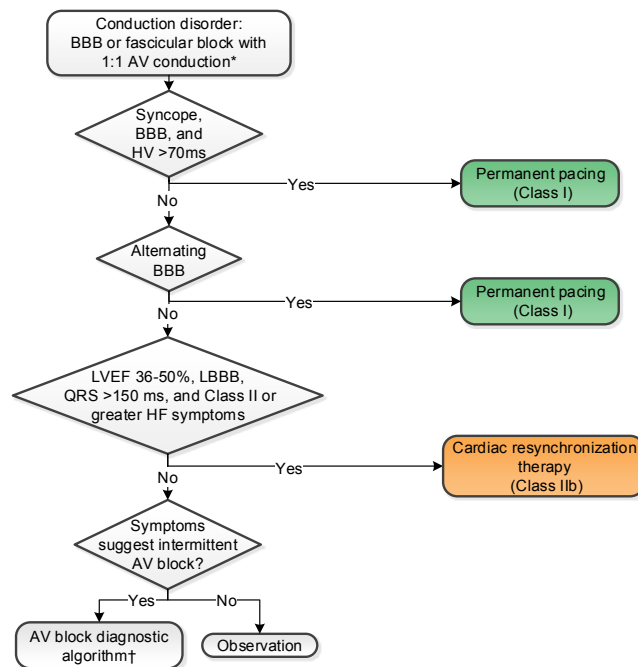 Conduction disorder:
BBB or fascicular block with
1:1 AV conduction*
Syncope,
BBB, and
HV >70ms
Yes
Permanent pacing
(Class I)
No
Alternating
BBB
Yes
Permanent pacing
(Class I)
No
LVEF 36-50%, LBBB,
QRS >150 ms, and Class II or
greater HF symptoms
Yes
Cardiac resynchronization
therapy
(Class IIb)
No
Symptoms
suggest intermittent
AV block?
Yes
No
AV block diagnostic
algorithm†
Observation